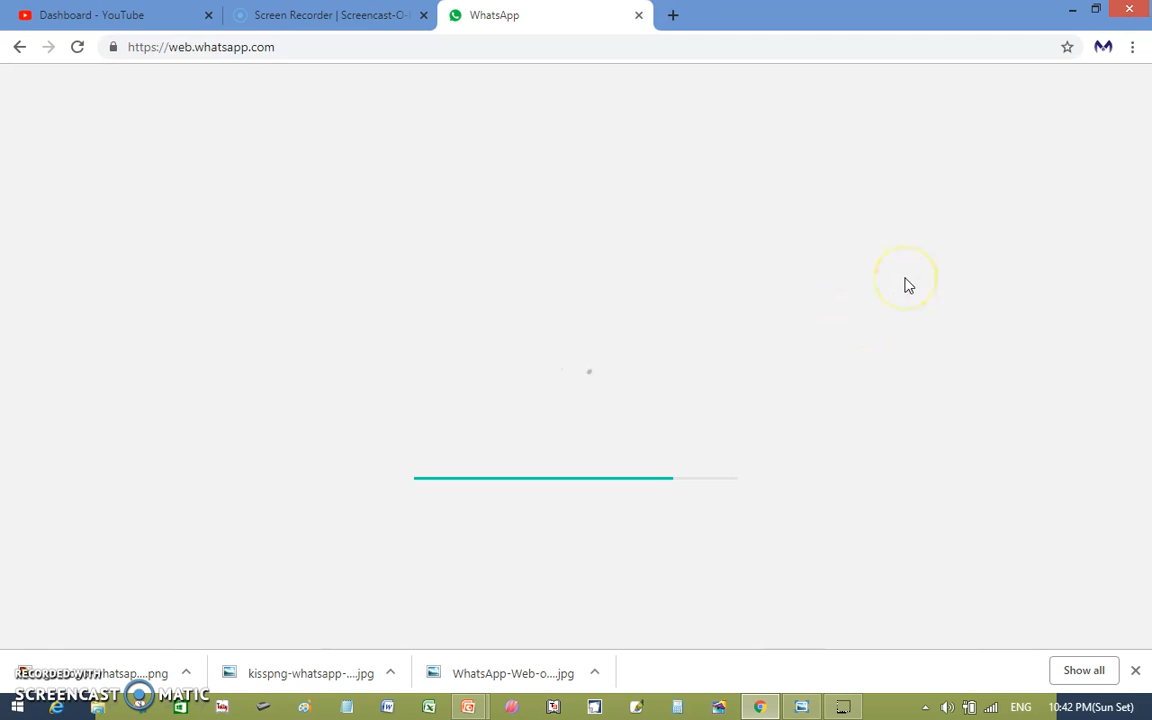 Dashboard - YouTube
Screen Recorder | Screencast-O-
WhatsApp
https://web.whatsapp.com
kisspng-whatsapp-....jpg
WhatsApp-Web-o....jpg
Show all
RECORDED WITH
SCREENCAST MATIC
ENG
10:42 PM(Sun Set)